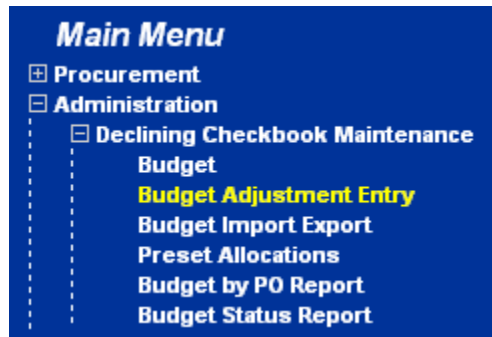 Main Menu
Procurement
Administration
Declining Checkbook Maintenance
Budget
Budget Adjustment Entry
Budget Import Export
Preset Allocations
Budget by PO Report
Budget Status Report